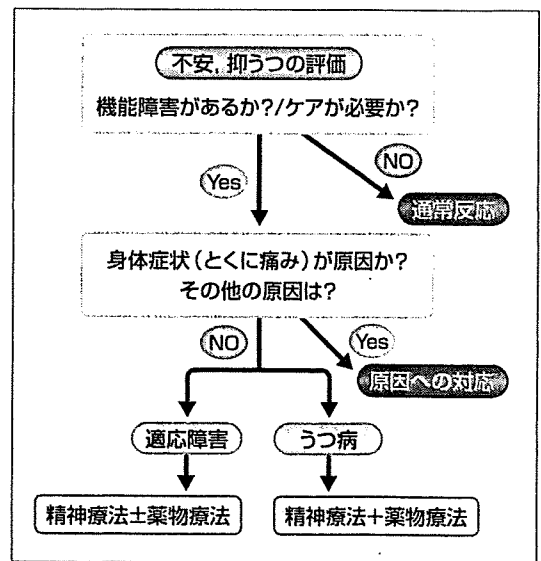 不安,抑うつの評価
機能障害があるか?/ケアが必要か?
NO
Yes
通常反応
身体症状(とくに痛み)が原因か?
その他の原因は?
NO
Yes
原因への対応
適応障害
うつ病
精神療法±薬物療法
精神療法+薬物療法